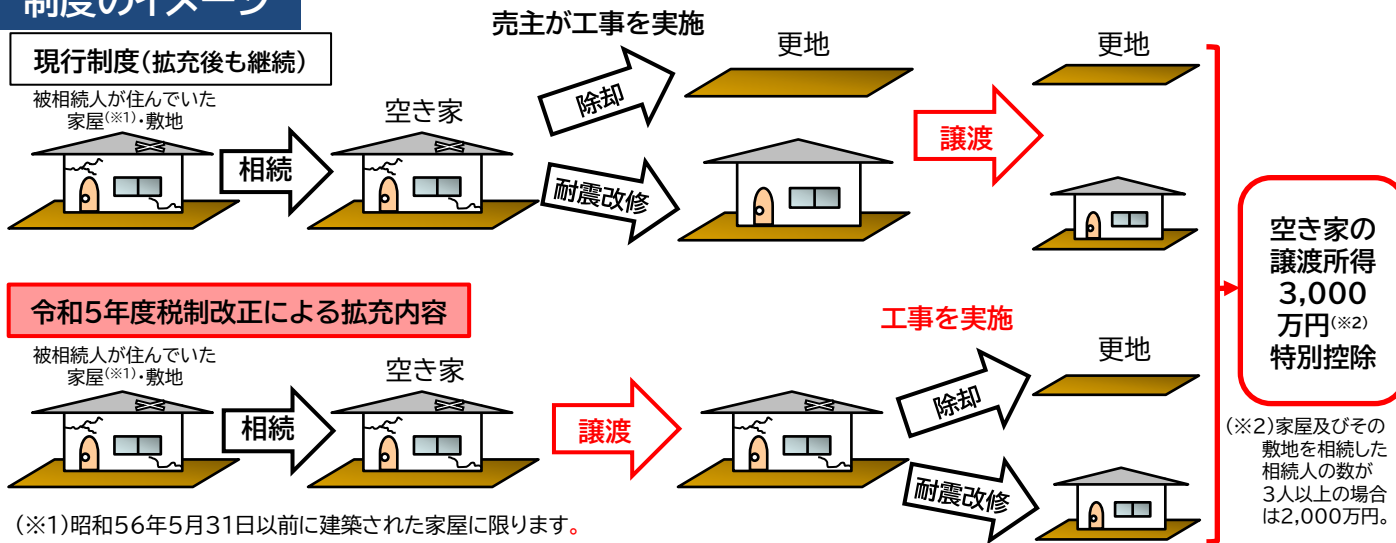 制度のイメージ
現行制度(拡充後も継続)
売主が工事を実施
被相続人が住んでいた
家屋(※1)・敷地
相続
空き家
除却
耐震改修
更地
譲渡
更地
令和5年度税制改正による拡充内容
被相続人が住んでいた
家屋(※1)・敷地
相続
空き家
譲渡
工事を実施
除却
耐震改修
更地
空き家の
譲渡所得
3,000
万円(※2)
特別控除
(※2)家屋及びその
敷地を相続した
相続人の数が
3人以上の場合
は2,000万円。
(※1)昭和56年5月31日以前に建築された家屋に限ります。